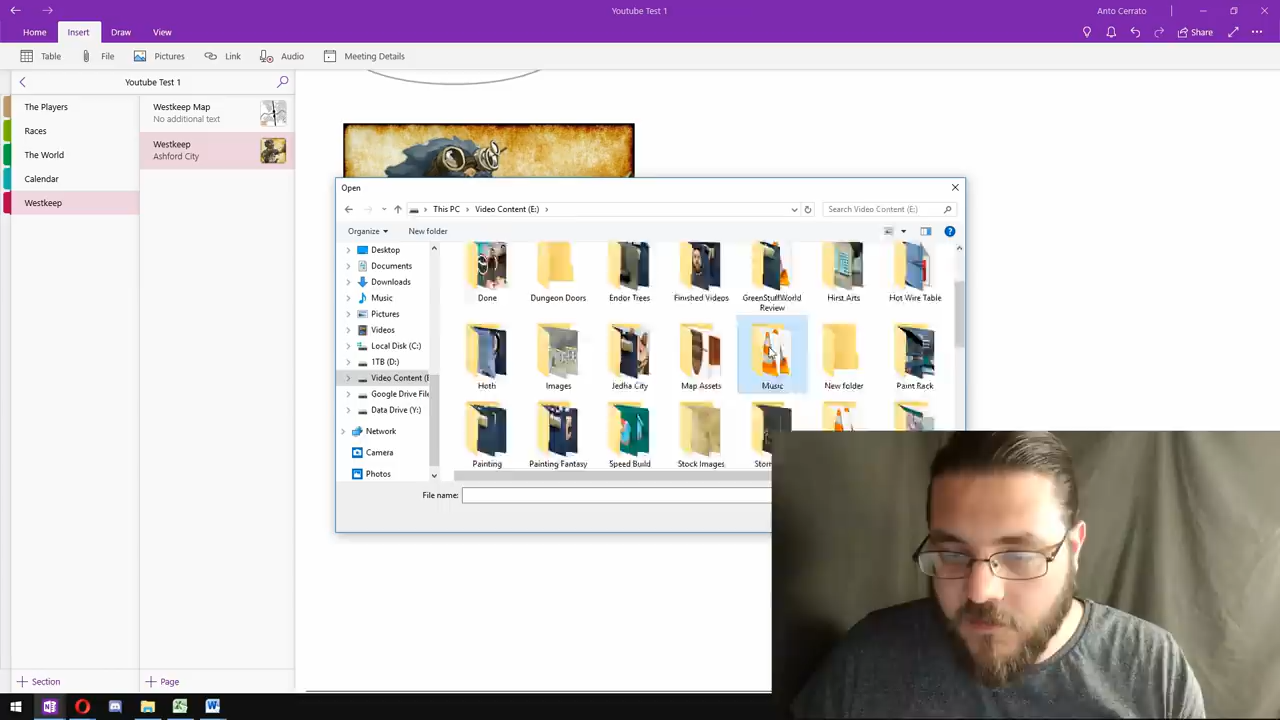 Youtube Test 1
Anto Cerrato
Home
Insert
Draw
View
Share
Table
File
Pictures
Link
Audio
Meeting Details
Youtube Test 1
The Players
Races
The World
Calendar
Westkeep
Westkeep Map
No additional text
Westkeep
Ashford City
Open
This PC
Video Content (E:)
Search Video Content (E:)
Organize
New folder
Desktop
Documents
Downloads
Music
Pictures
Videos
Local Disk (C:)
1TB (D:)
Video Content (E
Google Drive File
Data Drive (Y:)
Network
Camera
Photos
Done
Dungeon Doors
Endor Trees
Finished Videos
GreenStuffWorld
Review
Hirst Arts
Hot Wire Table
Hoth
Images
Jedha City
Map Assets
Music
New folder
Paint Rack
Painting
Painting Fantasy
Speed Build
Stock Images
File name:
Section
Page